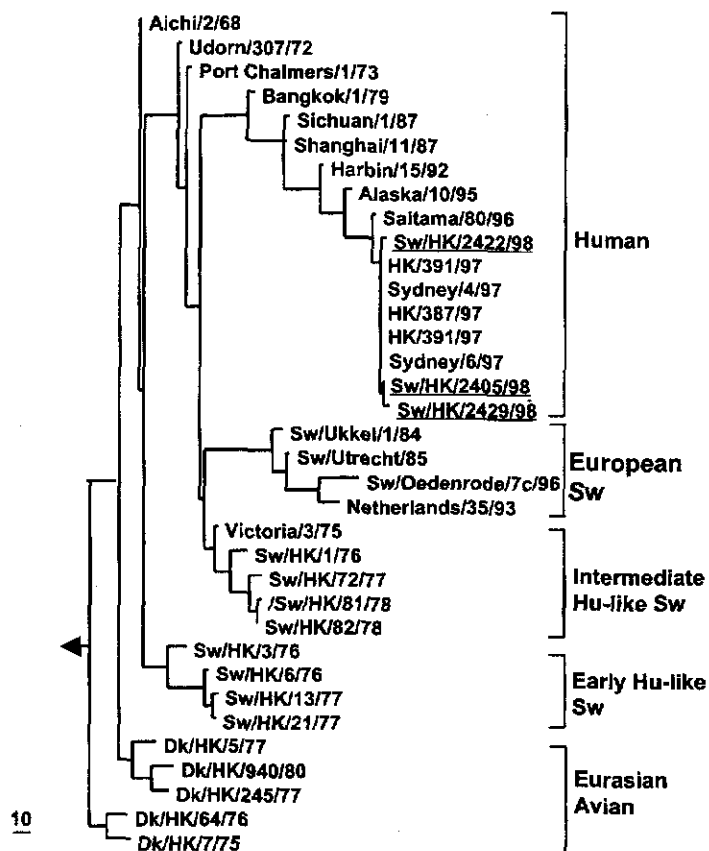 Aichi/2/68
Udorn/307/72
Port Chalmers/1/73
Bangkok/1/79
Sichuan/1/87
Shanghai/11/87
Harbin/15/92
Alaska/10/95
Saitama/80/96
Sw/HK/2422/98
HK/391/97
Sydney/4/97
HK/387/97
HK/391/97
Sydney/6/97
Sw/HK/2405/98
Sw/HK/2429/98
Human
Sw/Ukkel/1/84
Sw/Utrecht/85
Sw/Oedenrode/7c/96
Netherlands/35/93
European
Sw
Victoria/3/75
Sw/HK/1/76
Sw/HK/72/77
/Sw/HK/81/78
Sw/HK/82/78
Intermediate
Hu-like Sw
Sw/HK/3/76
Sw/HK/6/76
Sw/HK/13/77
Sw/HK/21/77
Early Hu-like
Sw
Dk/HK/5/77
Dk/HK/940/80
Dk/HK/245/77
Dk/HK/64/76
Dk/HK/7/75
Eurasian
Avian
10